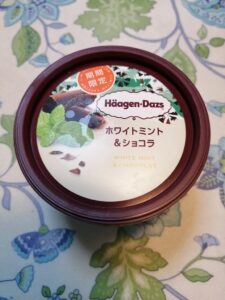 期間
限定
Häagen-Dazs
ホワイトミント
&ショコラ
WHITE MINT
& CHOCOLAT